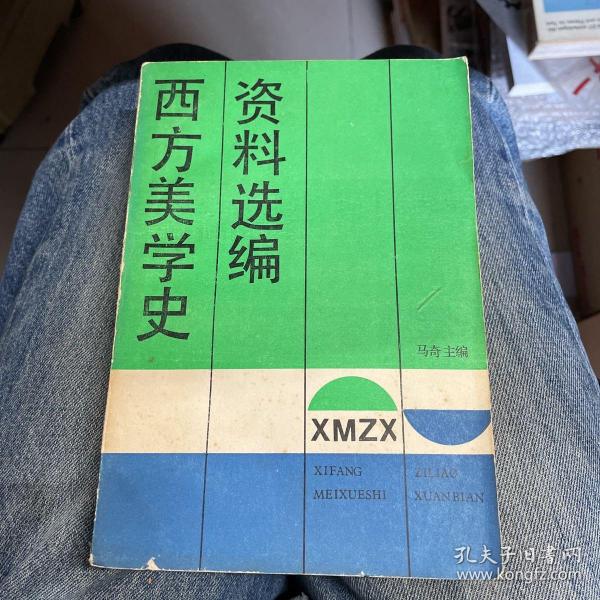 西方美学史
资料选编
马奇主编
XMZX
XIFANG
MEIXUESHI
ZILIAO
XUANBIAN
孔夫子旧書网
www.kongfz.com